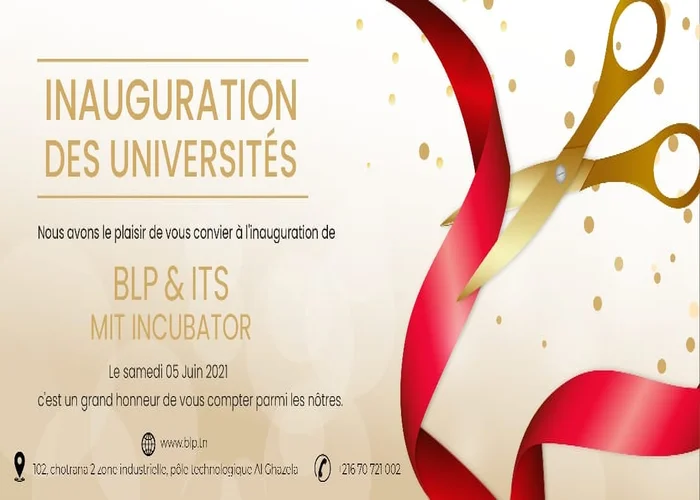 INAUGURATION
DES UNIVERSITÉS
Nous avons le plaisir de vous convier à l'inauguration de
BLP & ITS
MIT INCUBATOR
Le samedi 05 Juin 2021
c'est un grand honneur de vous compter parmi les nôtres.
www.blp.tn
102, chotrana 2 zone industrielle, pôle technologique Al Ghazela
+216 70 721 002